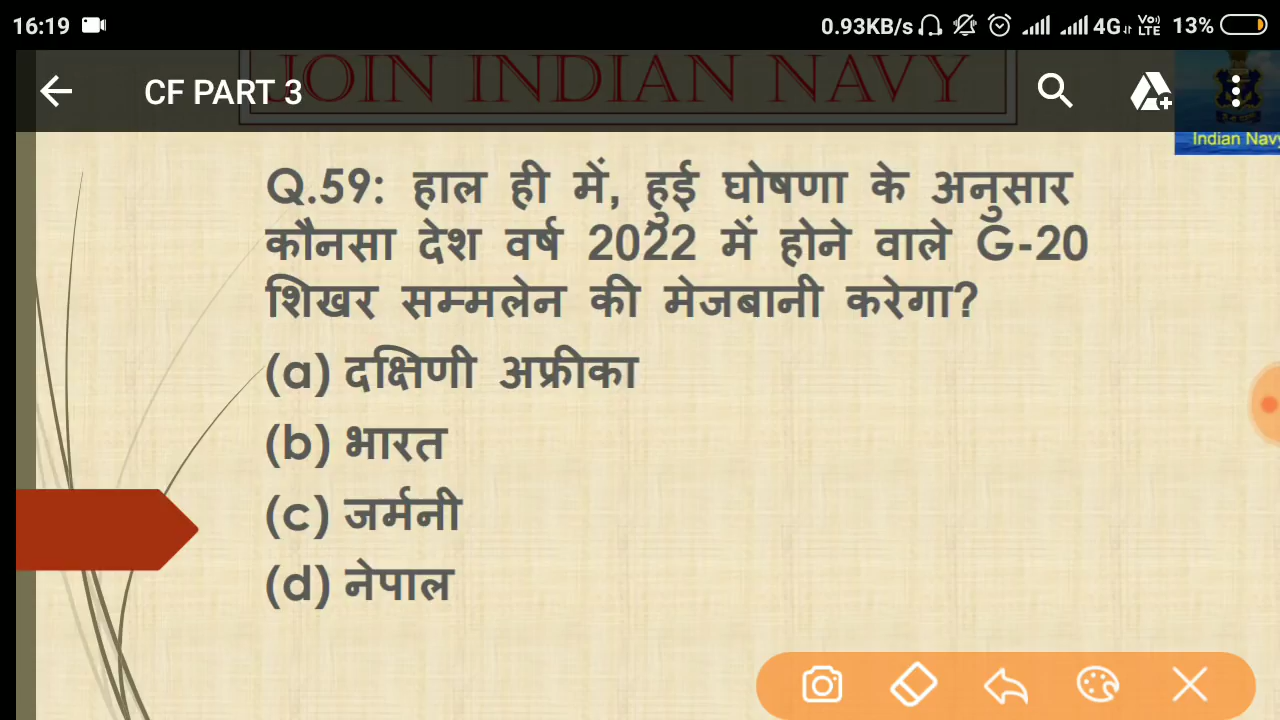 16:19 0.93KB/s 4G VoLTE 13%
JOIN INDIAN NAVY
CF PART 3
Indian Navy
Q.59: हाल ही में, हुई घोषणा के अनुसार
कौनसा देश वर्ष 2022 में होने वाले G-20
शिखर सम्मलेन की मेजबानी करेगा?
(a) दक्षिणी अफ्रीका
(b) भारत
(c) जर्मनी
(d) नेपाल